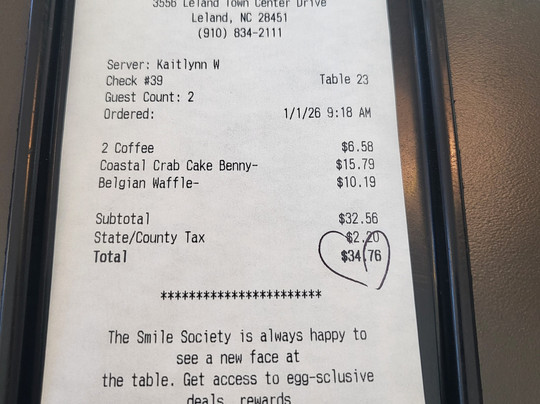 3556 Leland Town Center Drive
Leland, NC 28451
(910) 834-2111
Server: Kaitlynn W
Check #39 Table 23
Guest Count: 2
Ordered: 1/1/26 9:18 AM
2 Coffee $6.58
Coastal Crab Cake Benny- $15.79
Belgian Waffle- $10.19
Subtotal $32.56
State/County Tax $2.20
Total $34.76
***********************
The Smile Society is always happy to
see a new face at
the table. Get access to egg-sclusive
deals, rewards